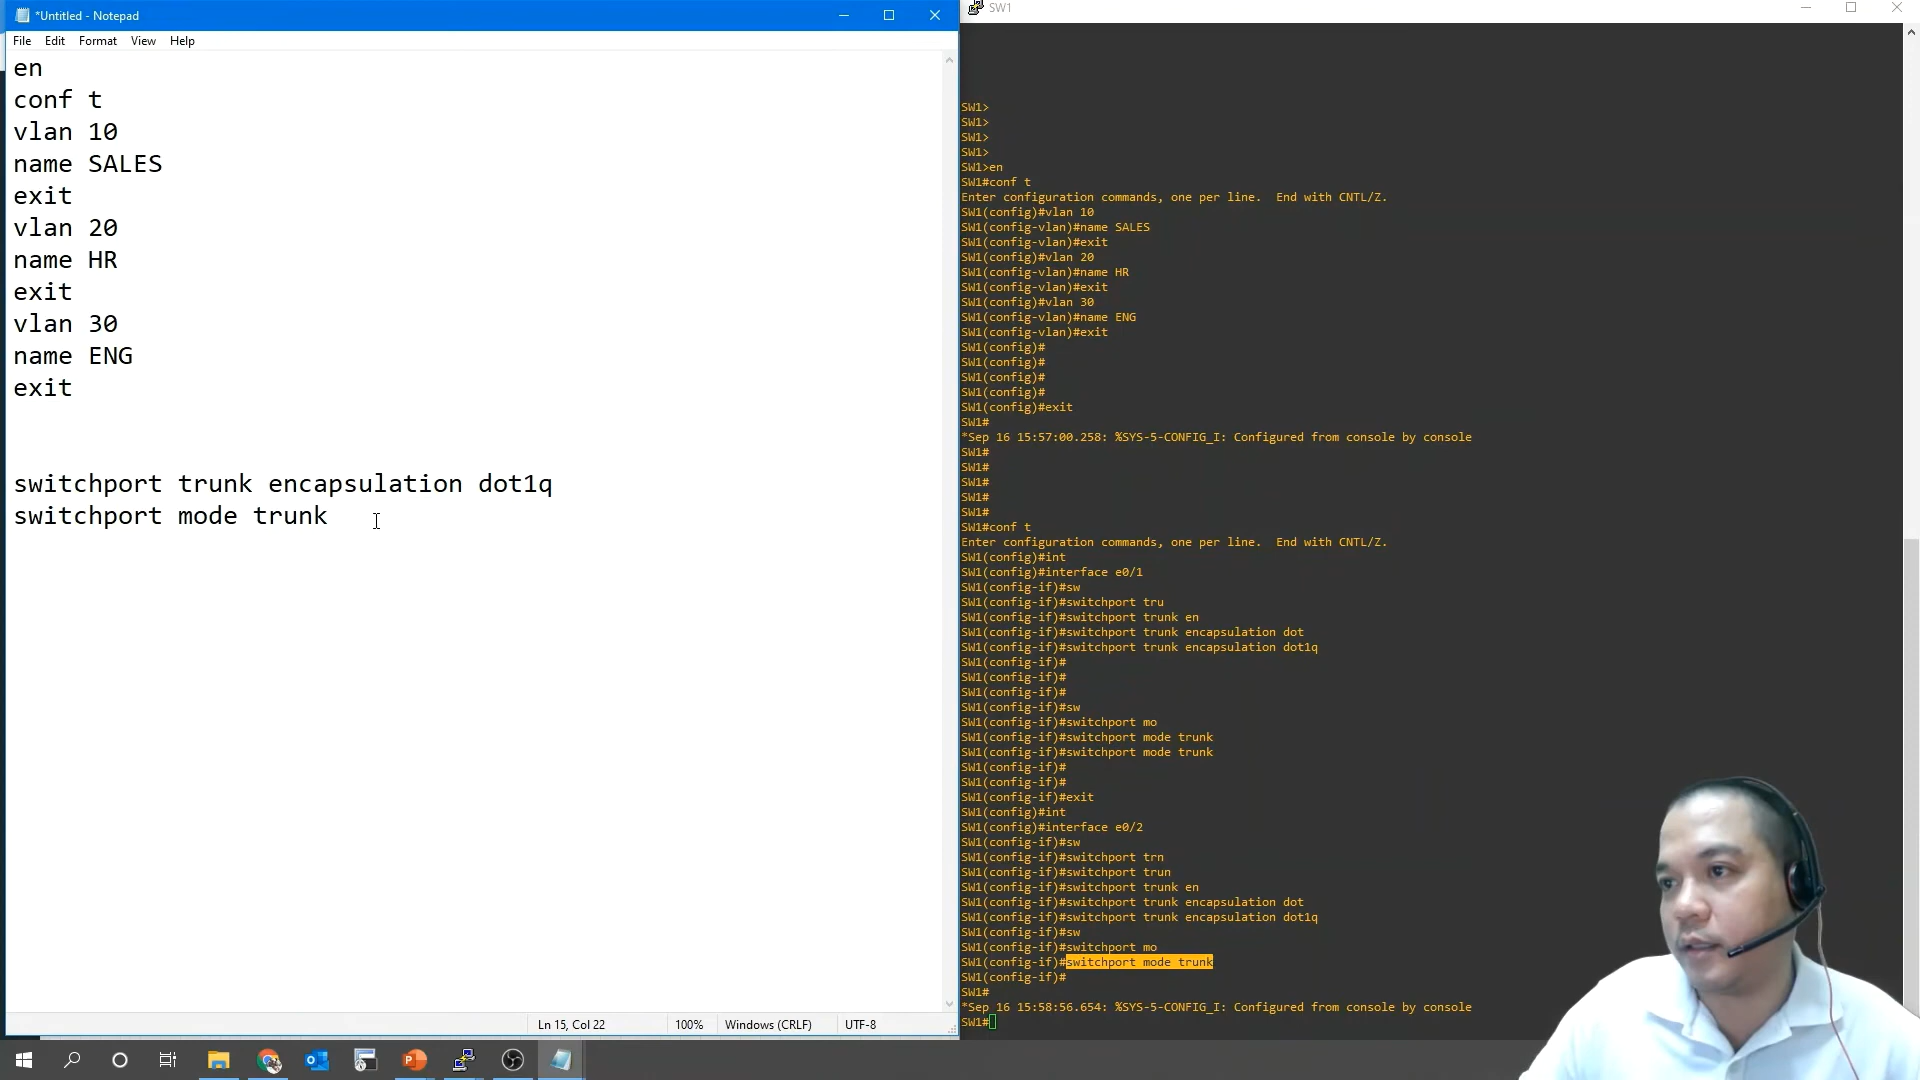 *Untitled - Notepad
File Edit Format View Help
en
conf t
vlan 10
name SALES
exit
vlan 20
name HR
exit
vlan 30
name ENG
exit
switchport trunk encapsulation dot1q
switchport mode trunk
Ln 15, Col 22 100% Windows (CRLF) UTF-8
SW1
SW1>
SW1>
SW1>
SW1>
SW1>en
SW1#conf t
Enter configuration commands, one per line.  End with CNTL/Z.
SW1(config)#vlan 10
SW1(config-vlan)#name SALES
SW1(config-vlan)#exit
SW1(config)#vlan 20
SW1(config-vlan)#name HR
SW1(config-vlan)#exit
SW1(config)#vlan 30
SW1(config-vlan)#name ENG
SW1(config-vlan)#exit
SW1(config)#
SW1(config)#
SW1(config)#
SW1(config)#
SW1(config)#exit
SW1#
*Sep 16 15:57:00.258: %SYS-5-CONFIG_I: Configured from console by console
SW1#
SW1#
SW1#
SW1#
SW1#
SW1#conf t
Enter configuration commands, one per line.  End with CNTL/Z.
SW1(config)#int
SW1(config)#interface e0/1
SW1(config-if)#sw
SW1(config-if)#switchport tru
SW1(config-if)#switchport trunk en
SW1(config-if)#switchport trunk encapsulation dot
SW1(config-if)#switchport trunk encapsulation dot1q
SW1(config-if)#
SW1(config-if)#
SW1(config-if)#
SW1(config-if)#sw
SW1(config-if)#switchport mo
SW1(config-if)#switchport mode trunk
SW1(config-if)#switchport mode trunk
SW1(config-if)#
SW1(config-if)#
SW1(config-if)#exit
SW1(config)#int
SW1(config)#interface e0/2
SW1(config-if)#sw
SW1(config-if)#switchport trn
SW1(config-if)#switchport trun
SW1(config-if)#switchport trunk en
SW1(config-if)#switchport trunk encapsulation dot
SW1(config-if)#switchport trunk encapsulation dot1q
SW1(config-if)#sw
SW1(config-if)#switchport mo
SW1(config-if)#switchport mode trunk
SW1(config-if)#
SW1#
*Sep 16 15:58:56.654: %SYS-5-CONFIG_I: Configured from console by console
SW1#